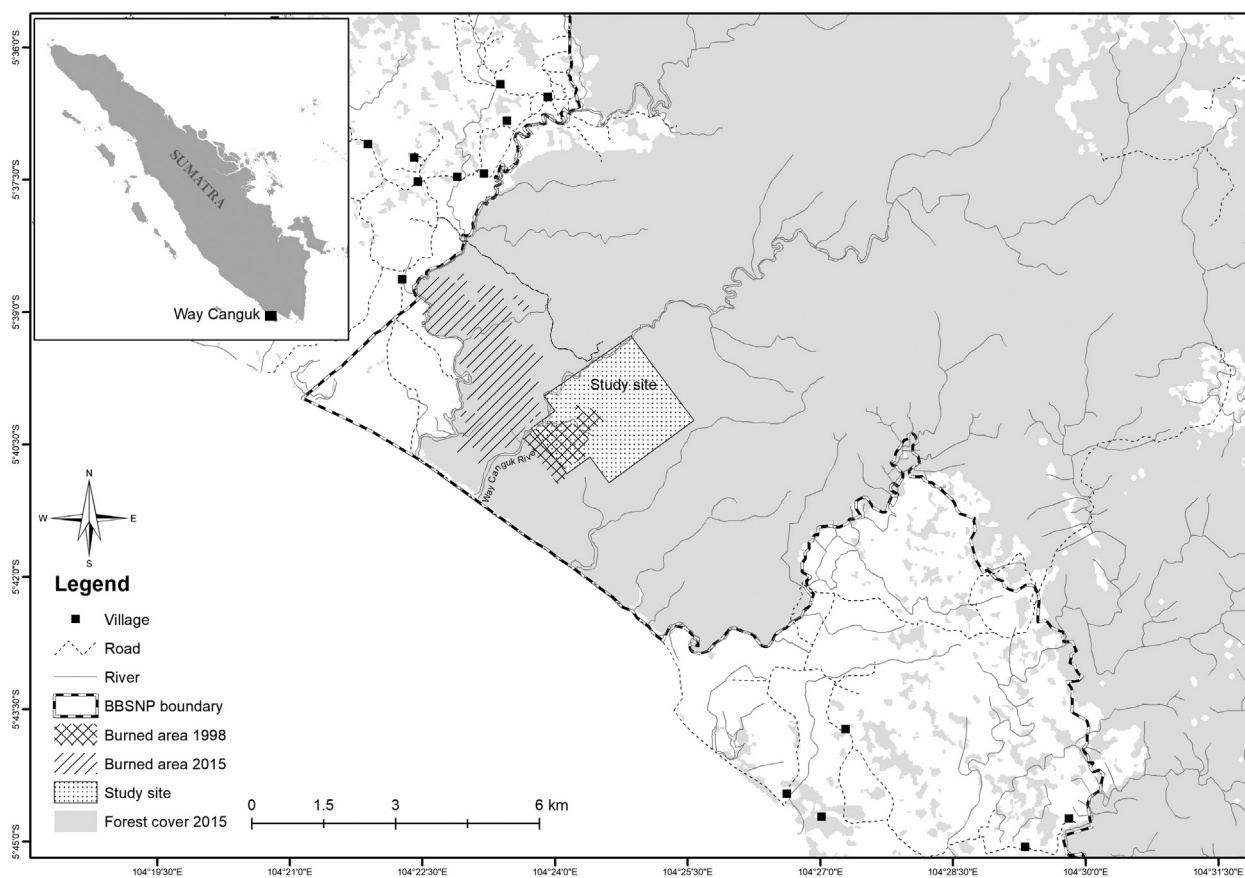 SUMATRA
Way Canguk
Study site
Way Canguk River
N
W E
S
Legend
Village
Road
River
BBSNP boundary
Burned area 1998
Burned area 2015
Study site
Forest cover 2015
0 1.5 3 6 km
5°36'0"S
5°37'30"S
5°39'0"S
5°40'30"S
5°42'0"S
5°43'30"S
5°45'0"S
104°19'30"E 104°21'0"E 104°22'30"E 104°24'0"E 104°25'30"E 104°27'0"E 104°28'30"E 104°30'0"E 104°31'30"E